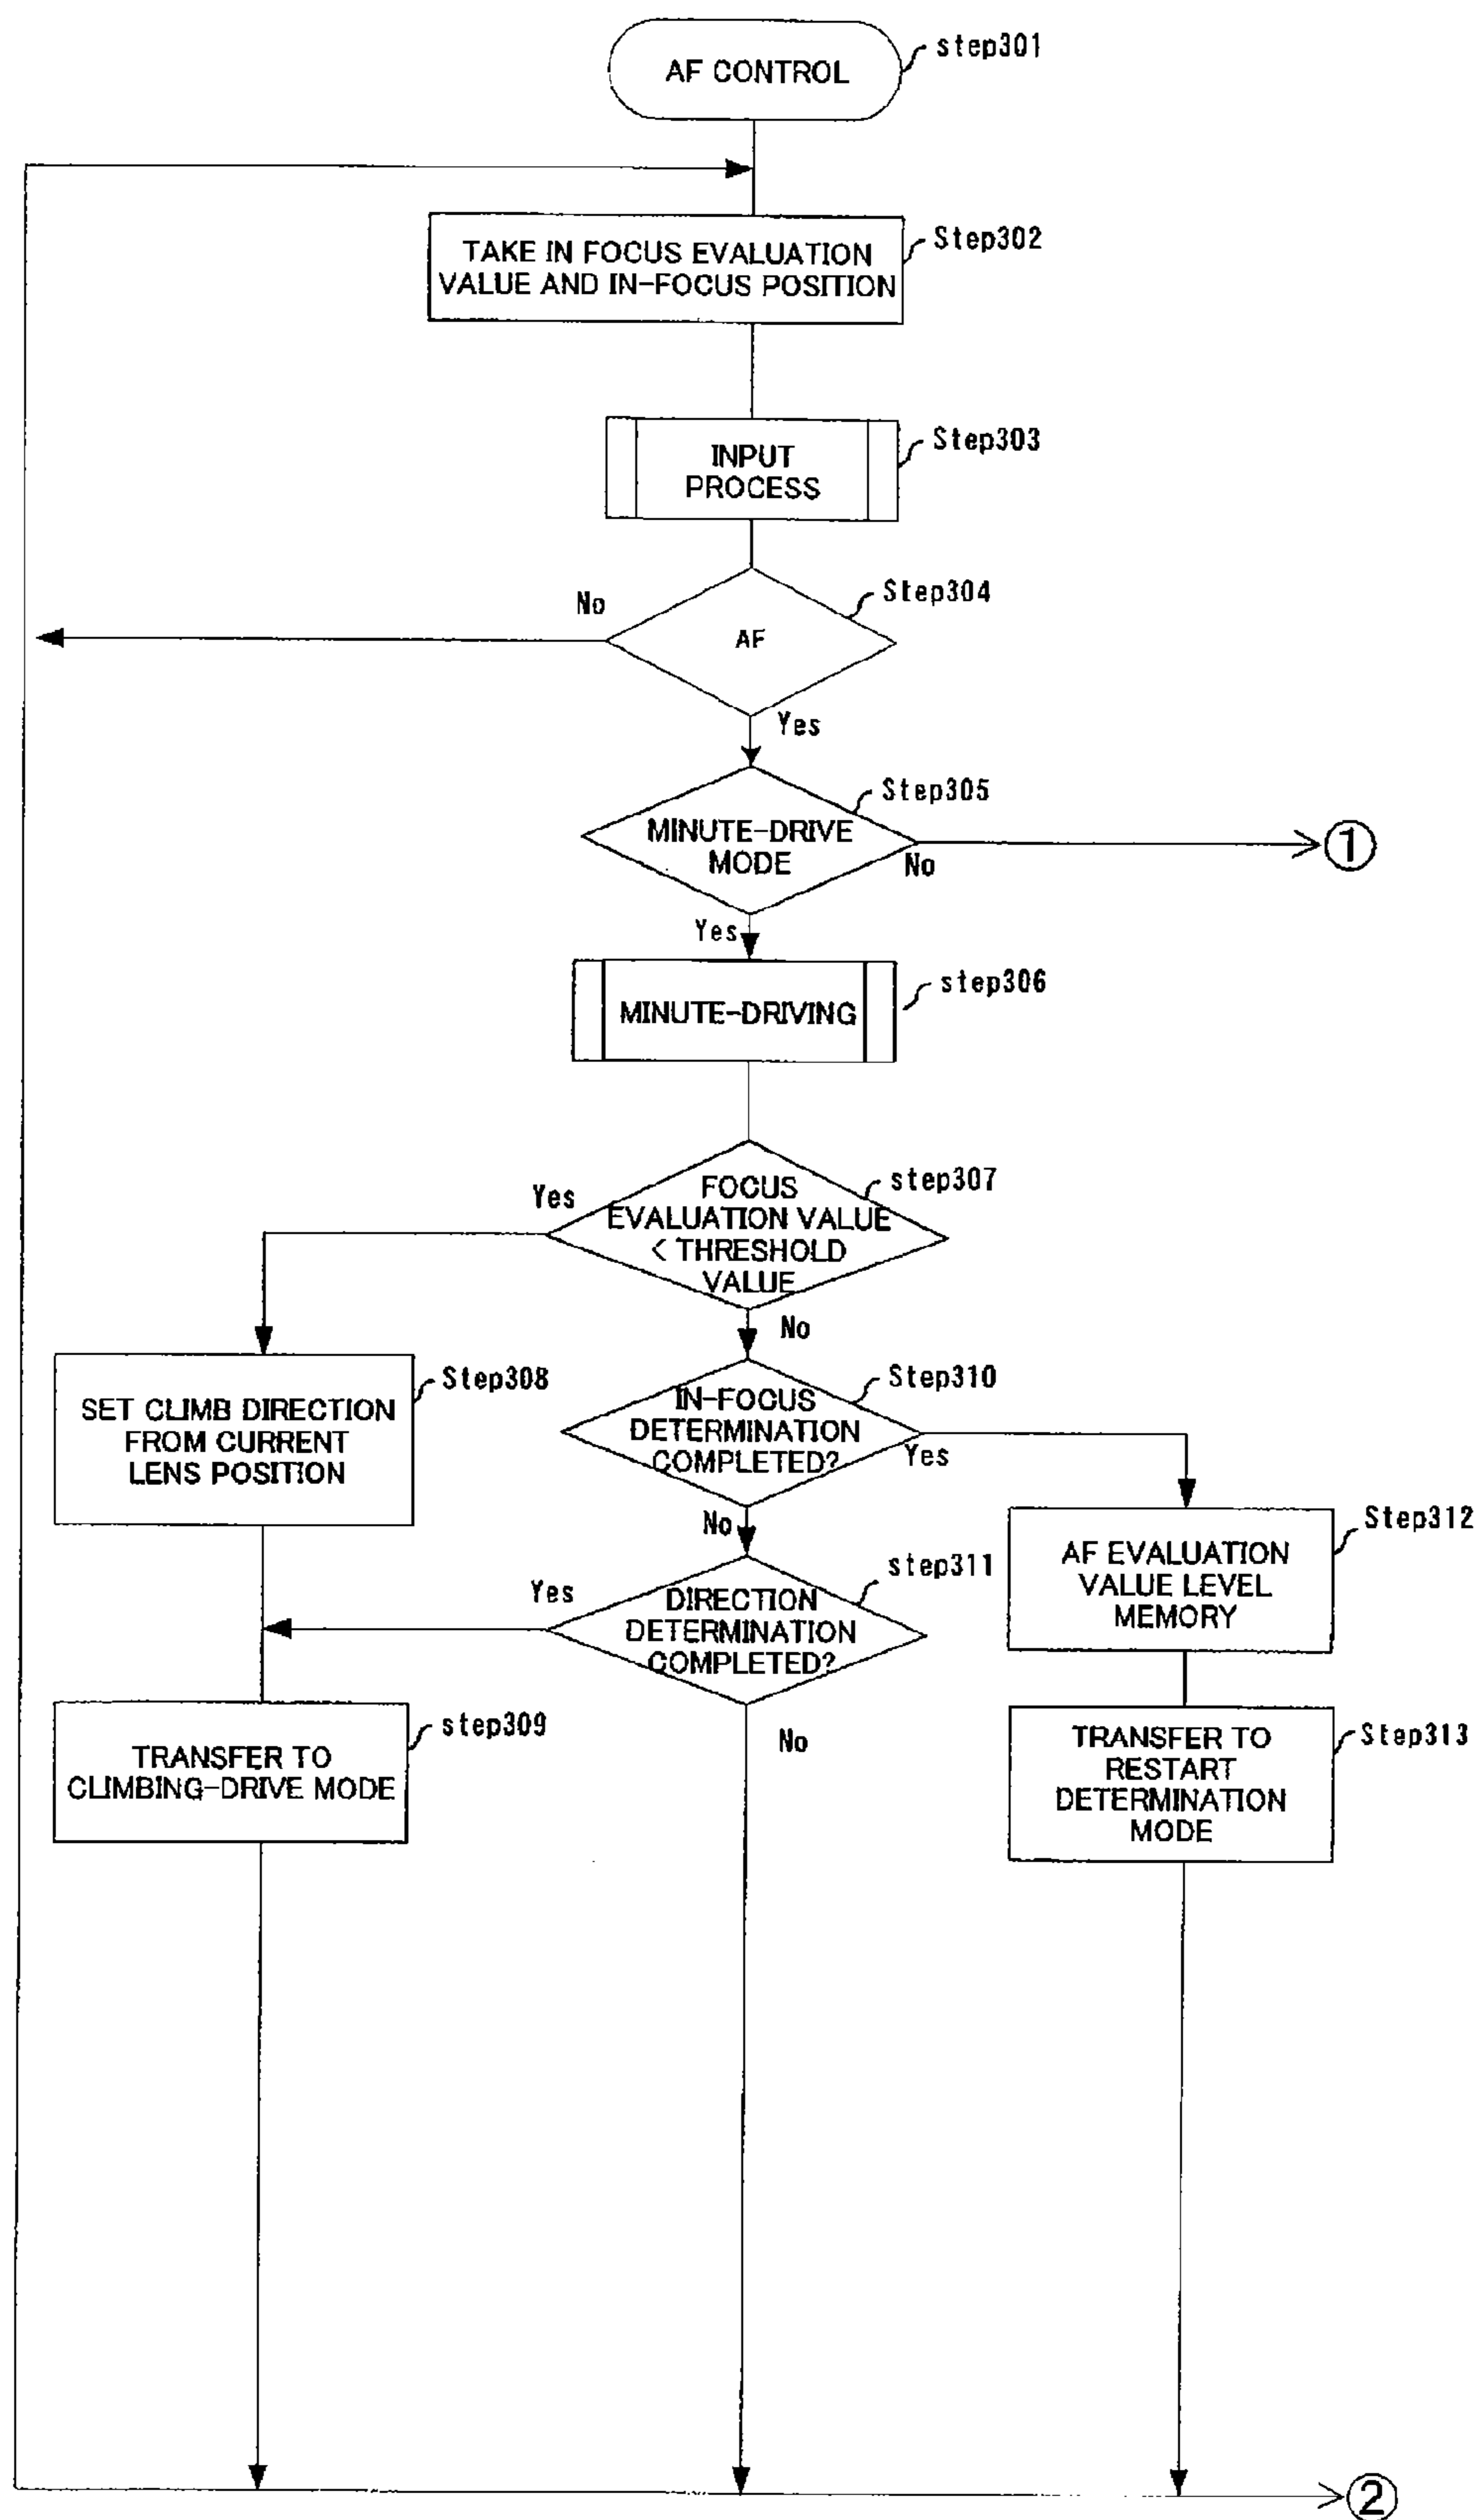 AF CONTROL
step301
TAKE IN FOCUS EVALUATION
VALUE AND IN-FOCUS POSITION
Step302
INPUT
PROCESS
Step303
No
AF
Step304
Yes
MINUTE-DRIVE
MODE
Step305
No
①
Yes
MINUTE-DRIVING
step306
Yes
FOCUS
EVALUATION VALUE
< THRESHOLD
VALUE
step307
No
SET CLIMB DIRECTION
FROM CURRENT
LENS POSITION
Step308
IN-FOCUS
DETERMINATION
COMPLETED?
Step310
Yes
No
AF EVALUATION
VALUE LEVEL
MEMORY
Step312
Yes
DIRECTION
DETERMINATION
COMPLETED?
step311
No
TRANSFER TO
CLIMBING-DRIVE MODE
step309
TRANSFER TO
RESTART
DETERMINATION
MODE
Step313
②